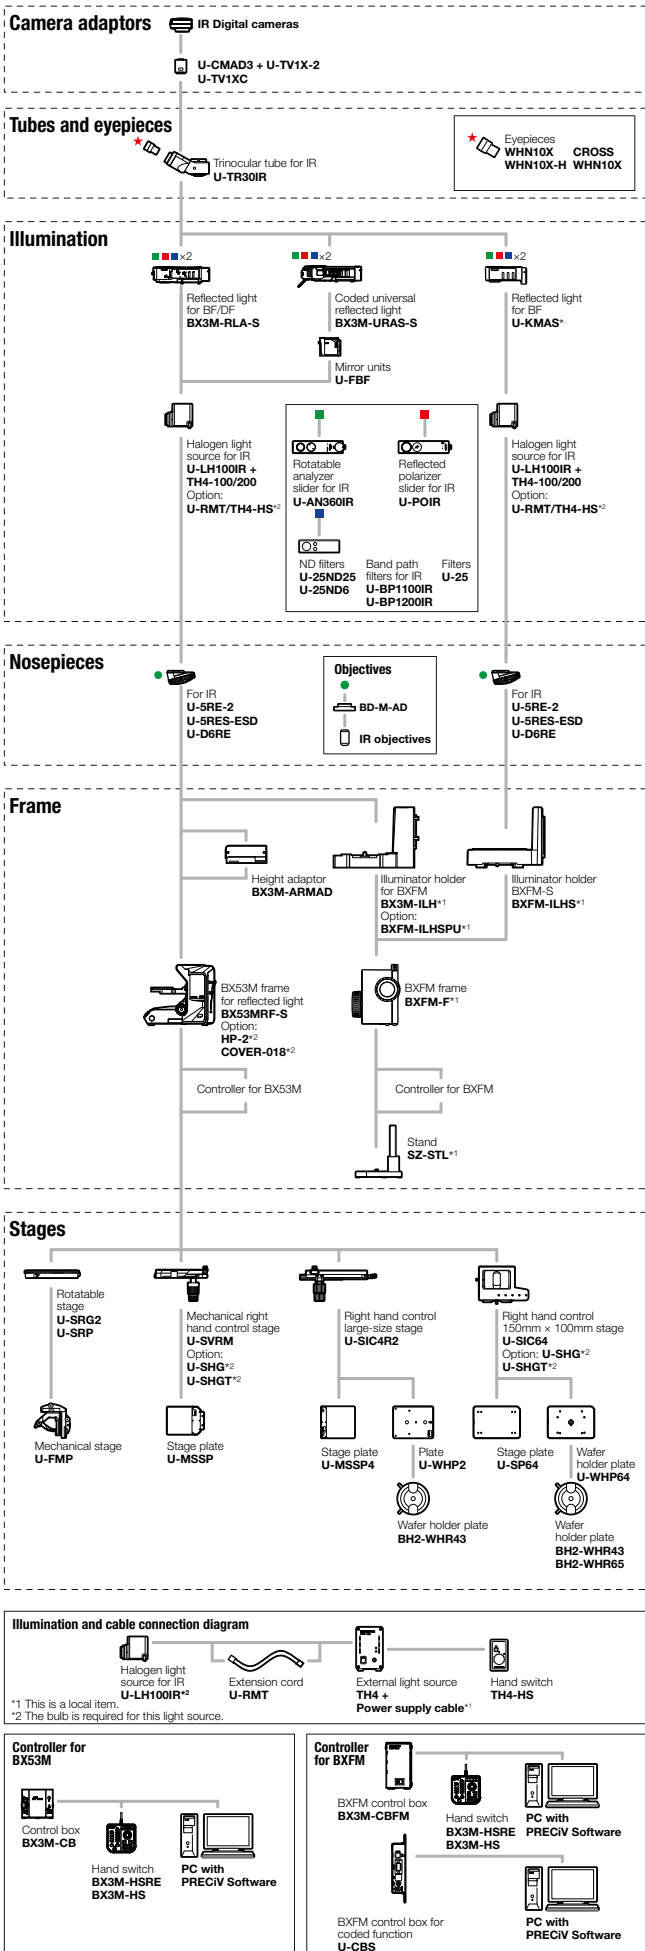 Camera adaptors
IR Digital cameras
U-CMAD3 + U-TV1X-2
U-TV1XC
Tubes and eyepieces
★
Trinocular tube for IR
U-TR30IR
★
Eyepieces
WHN10X CROSS
WHN10X-H WHN10X
Illumination
×2
Reflected light
for BF/DF
BX3M-RLA-S
×2
Coded universal
reflected light
BX3M-URAS-S
×2
Reflected light
for BF
U-KMAS*
Mirror units
U-FBF
Halogen light
source for IR
U-LH100IR +
TH4-100/200
Option:
U-RMT/TH4-HS*2
Rotatable
analyzer
slider for IR
U-AN360IR
Reflected
polarizer
slider for IR
U-POIR
ND filters
U-25ND25
U-25ND6
Band path
filters for IR
U-BP1100IR
U-BP1200IR
Filters
U-25
Halogen light
source for IR
U-LH100IR +
TH4-100/200
Option:
U-RMT/TH4-HS*2
Nosepieces
For IR
U-5RE-2
U-5RES-ESD
U-D6RE
Objectives
BD-M-AD
IR objectives
For IR
U-5RE-2
U-5RES-ESD
U-D6RE
Frame
Height adaptor
BX3M-ARMAD
Illuminator holder
for BXFM
BX3M-ILH*1
Option:
BXFM-ILHSPU*1
Illuminator holder
BXFM-S
BXFM-ILHS*1
BX53M frame
for reflected light
BX53MRF-S
Option:
HP-2*2
COVER-018*2
BXFM frame
BXFM-F*1
Controller for BX53M
Controller for BXFM
Stand
SZ-STL*1
Stages
Rotatable
stage
U-SRG2
U-SRP
Mechanical right
hand control stage
U-SVRM
Option:
U-SHG*2
U-SHGT*2
Right hand control
large-size stage
U-SIC4R2
Right hand control
150mm × 100mm stage
U-SIC64
Option: U-SHG*2
U-SHGT*2
Mechanical stage
U-FMP
Stage plate
U-MSSP
Stage plate
U-MSSP4
Plate
U-WHP2
Stage plate
U-SP64
Wafer
holder plate
U-WHP64
Wafer holder plate
BH2-WHR43
Wafer
holder plate
BH2-WHR43
BH2-WHR65
Illumination and cable connection diagram
Halogen light
source for IR
U-LH100IR*2
Extension cord
U-RMT
External light source
TH4 +
Power supply cable*1
Hand switch
TH4-HS
*1 This is a local item.
*2 The bulb is required for this light source.
Controller for
BX53M
Control box
BX3M-CB
Hand switch
BX3M-HSRE
BX3M-HS
PC with
PRECiV Software
Controller
for BXFM
BXFM control box
BX3M-CBFM
Hand switch
BX3M-HSRE
BX3M-HS
PC with
PRECiV Software
BXFM control box for
coded function
U-CBS
PC with
PRECiV Software